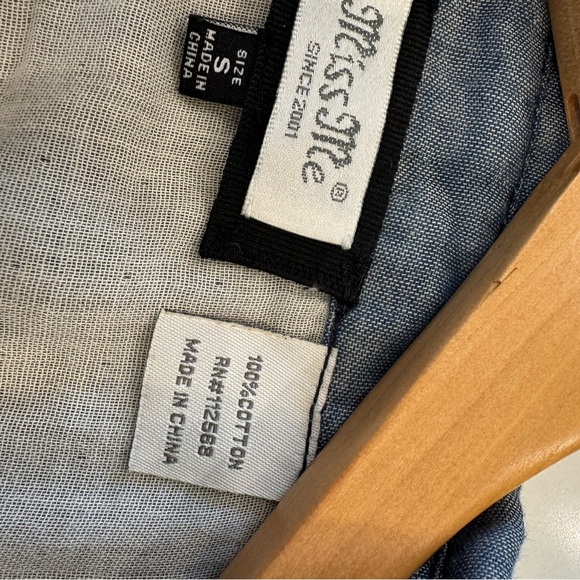 Miss Me ®
SINCE 2001
SIZE
S
MADE IN
CHINA
100%COTTON
RN#112568
MADE IN CHINA